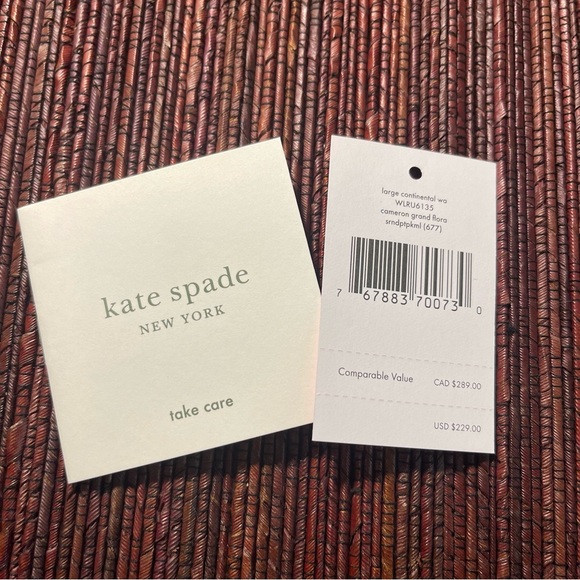 kate spade
NEW YORK
take care
large continental wa
WLRU6135
cameron grand flora
srndptpkml (677)
7 67883 70073 0
Comparable Value CAD $289.00
USD $229.00